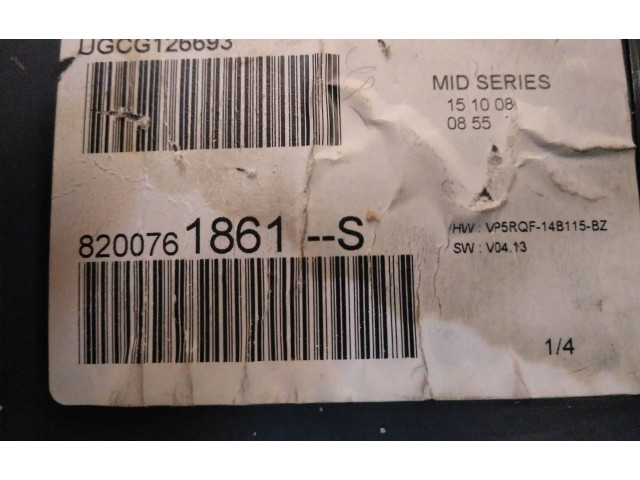 UGCG126693
MID SERIES
15 10 08
08 55
8200761861--S
HW : VP5RQF-14B115-BZ
SW : V04.13
1/4